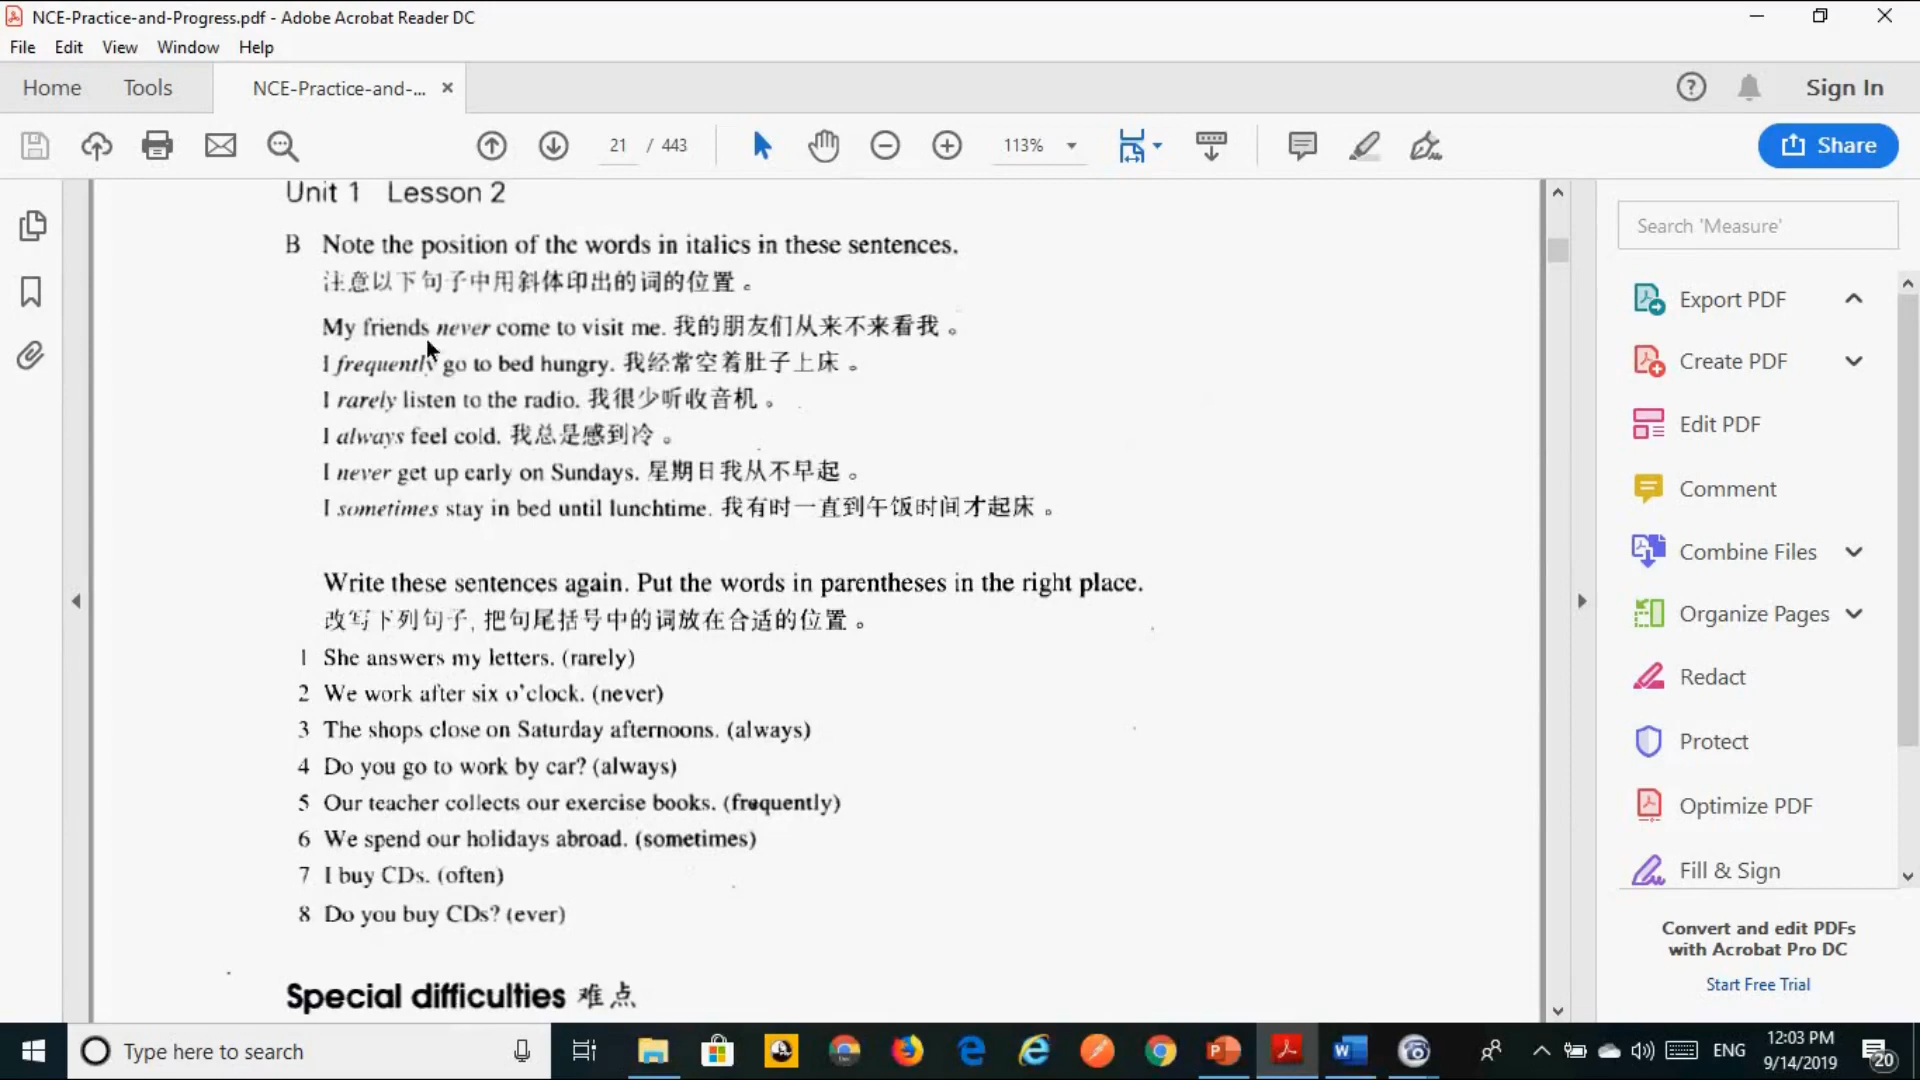 NCE-Practice-and-Progress.pdf - Adobe Acrobat Reader DC
File Edit View Window Help
Home Tools NCE-Practice-and-... × Sign In
21 / 443 113% Share
Unit 1 Lesson 2
B Note the position of the words in italics in these sentences.
注意以下句子中用斜体印出的词的位置。
My friends never come to visit me. 我的朋友们从来不来看我。
I frequently go to bed hungry. 我经常空着肚子上床。
I rarely listen to the radio. 我很少听收音机。
I always feel cold. 我总是感到冷。
I never get up early on Sundays. 星期日我从不早起。
I sometimes stay in bed until lunchtime. 我有时一直到午饭时间才起床。
Write these sentences again. Put the words in parentheses in the right place.
改写下列句子, 把句尾括号中的词放在合适的位置。
1 She answers my letters. (rarely)
2 We work after six o'clock. (never)
3 The shops close on Saturday afternoons. (always)
4 Do you go to work by car? (always)
5 Our teacher collects our exercise books. (frequently)
6 We spend our holidays abroad. (sometimes)
7 I buy CDs. (often)
8 Do you buy CDs? (ever)
Special difficulties 难点
Search 'Measure'
Export PDF
Create PDF
Edit PDF
Comment
Combine Files
Organize Pages
Redact
Protect
Optimize PDF
Fill & Sign
Convert and edit PDFs
with Acrobat Pro DC
Start Free Trial
Type here to search
ENG
12:03 PM
9/14/2019
20